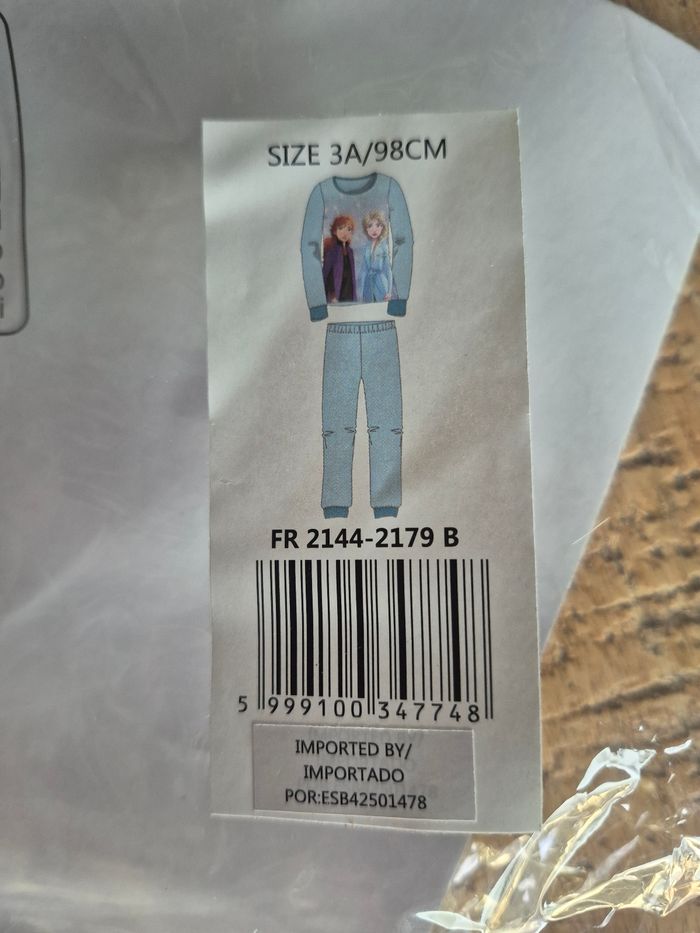 SIZE 3A/98CM
FR 2144-2179 B
5 999100 347748
IMPORTED BY/
IMPORTADO
POR:ESB42501478